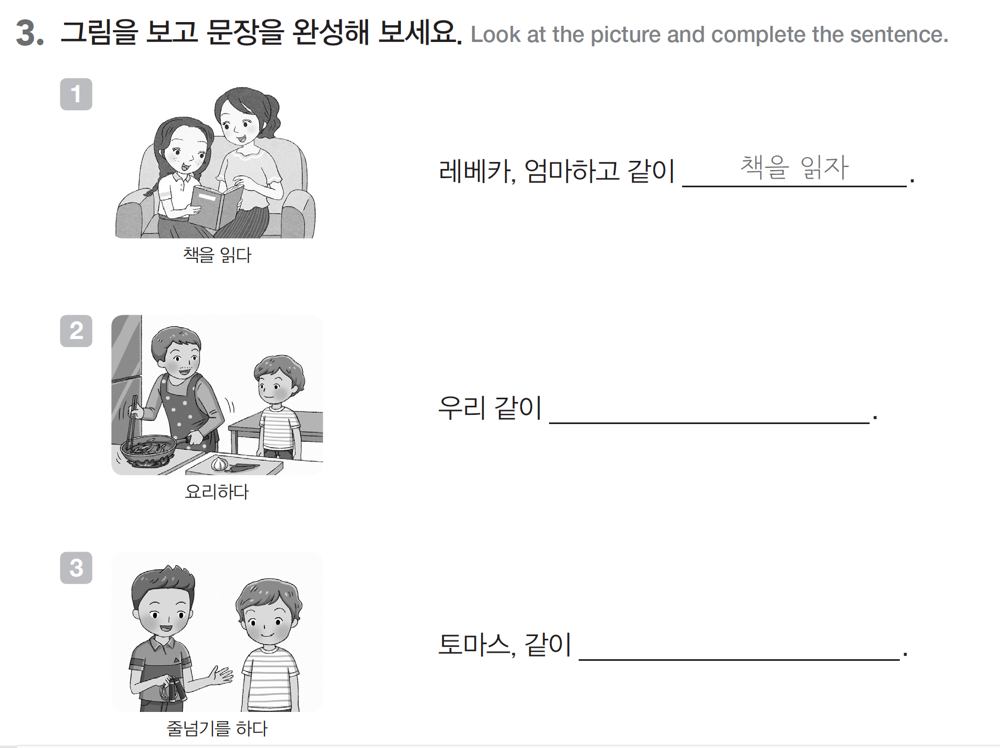 3. 그림을 보고 문장을 완성해 보세요. Look at the picture and complete the sentence.
1
레베카, 엄마하고 같이 책을 읽자.
책을 읽다
2
우리 같이 ____________.
요리하다
3
토마스, 같이 ____________.
줄넘기를 하다